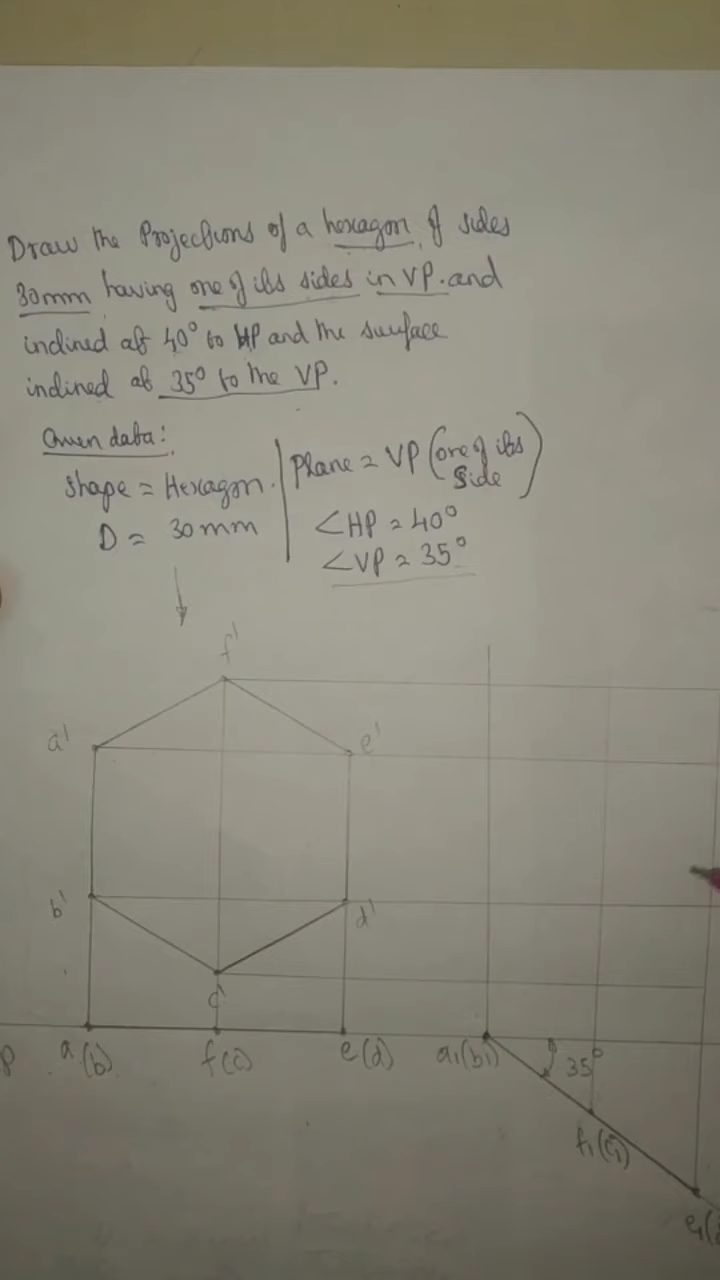 Draw the Projections of a hexagon of sides
30mm having one of its sides in VP. and
inclined at 40° to HP and the surface
inclined at 35° to the VP.
Given data:
Shape = Hexagon.
D = 30mm
Plane = VP (one of its
Side)
∠HP = 40°
∠VP = 35°
f'
a' e'
b' d'
c'
P a (b) f(c) e(d) a₁(b₁) 35°
f₁(c₁)
e₁(